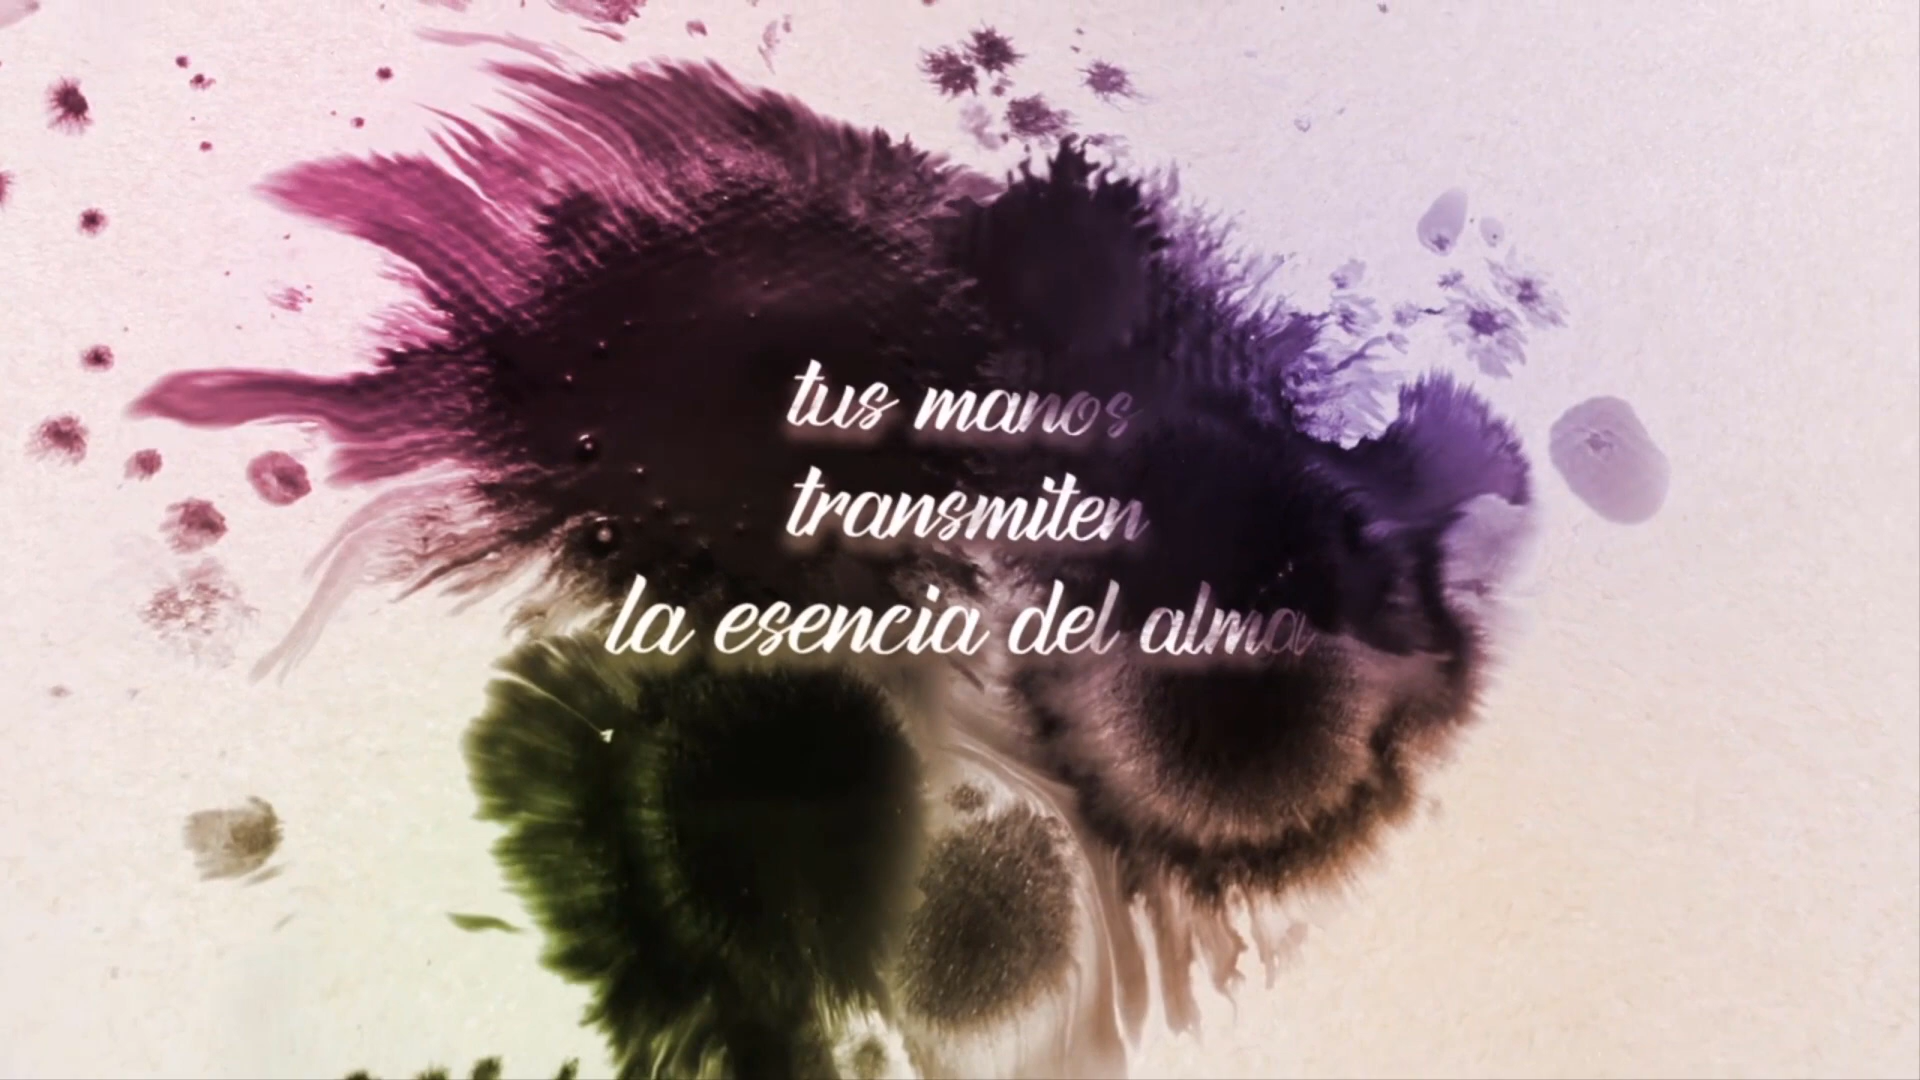 tus manos
transmiten
la esencia del alma